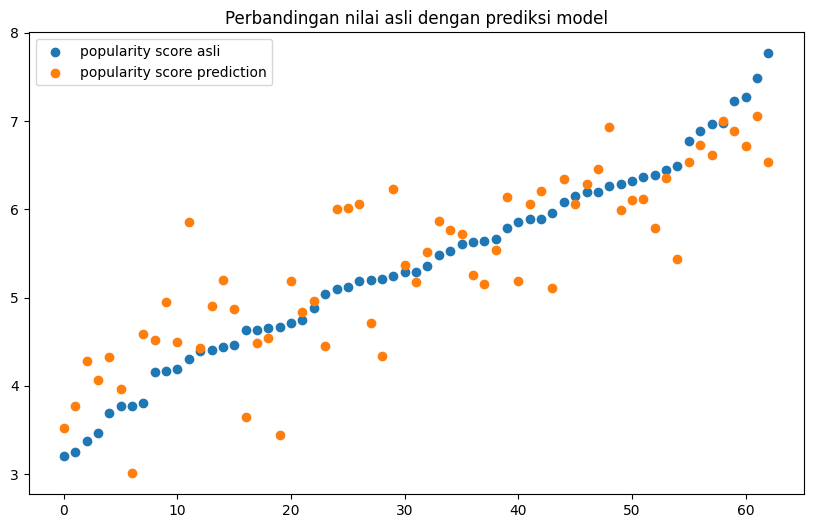 Perbandingan nilai asli dengan prediksi model
popularity score asli
popularity score prediction
8
7
6
5
4
3
0 10 20 30 40 50 60